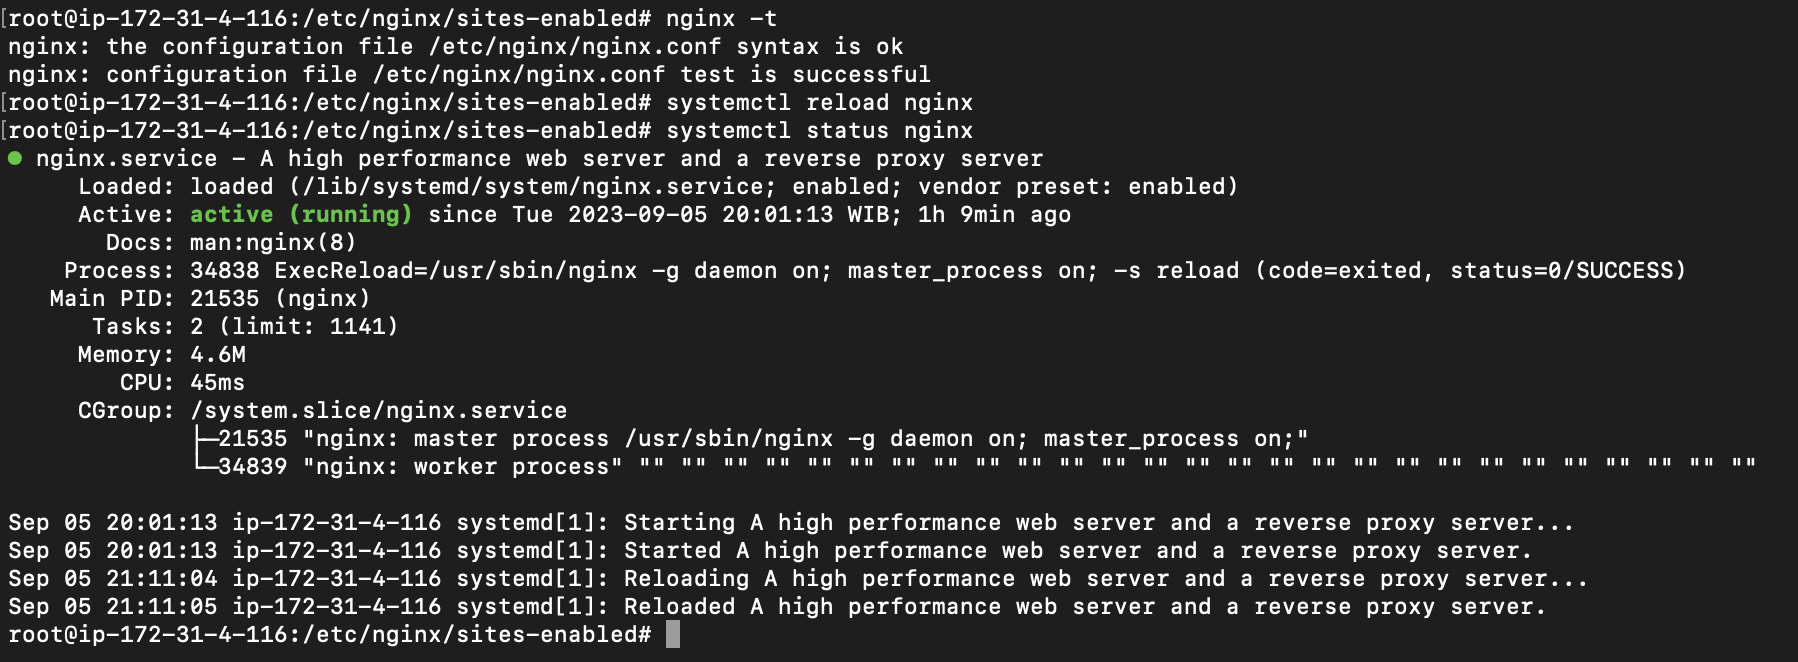 [root@ip-172-31-4-116:/etc/nginx/sites-enabled# nginx -t
nginx: the configuration file /etc/nginx/nginx.conf syntax is ok
nginx: configuration file /etc/nginx/nginx.conf test is successful
[root@ip-172-31-4-116:/etc/nginx/sites-enabled# systemctl reload nginx
[root@ip-172-31-4-116:/etc/nginx/sites-enabled# systemctl status nginx
● nginx.service - A high performance web server and a reverse proxy server
     Loaded: loaded (/lib/systemd/system/nginx.service; enabled; vendor preset: enabled)
     Active: active (running) since Tue 2023-09-05 20:01:13 WIB; 1h 9min ago
       Docs: man:nginx(8)
    Process: 34838 ExecReload=/usr/sbin/nginx -g daemon on; master_process on; -s reload (code=exited, status=0/SUCCESS)
   Main PID: 21535 (nginx)
      Tasks: 2 (limit: 1141)
     Memory: 4.6M
        CPU: 45ms
     CGroup: /system.slice/nginx.service
             ├─21535 "nginx: master process /usr/sbin/nginx -g daemon on; master_process on;"
             └─34839 "nginx: worker process" "" "" "" "" "" "" "" "" "" "" "" "" "" "" "" "" "" "" "" "" "" "" "" "" "" "" ""

Sep 05 20:01:13 ip-172-31-4-116 systemd[1]: Starting A high performance web server and a reverse proxy server...
Sep 05 20:01:13 ip-172-31-4-116 systemd[1]: Started A high performance web server and a reverse proxy server.
Sep 05 21:11:04 ip-172-31-4-116 systemd[1]: Reloading A high performance web server and a reverse proxy server...
Sep 05 21:11:05 ip-172-31-4-116 systemd[1]: Reloaded A high performance web server and a reverse proxy server.
root@ip-172-31-4-116:/etc/nginx/sites-enabled#